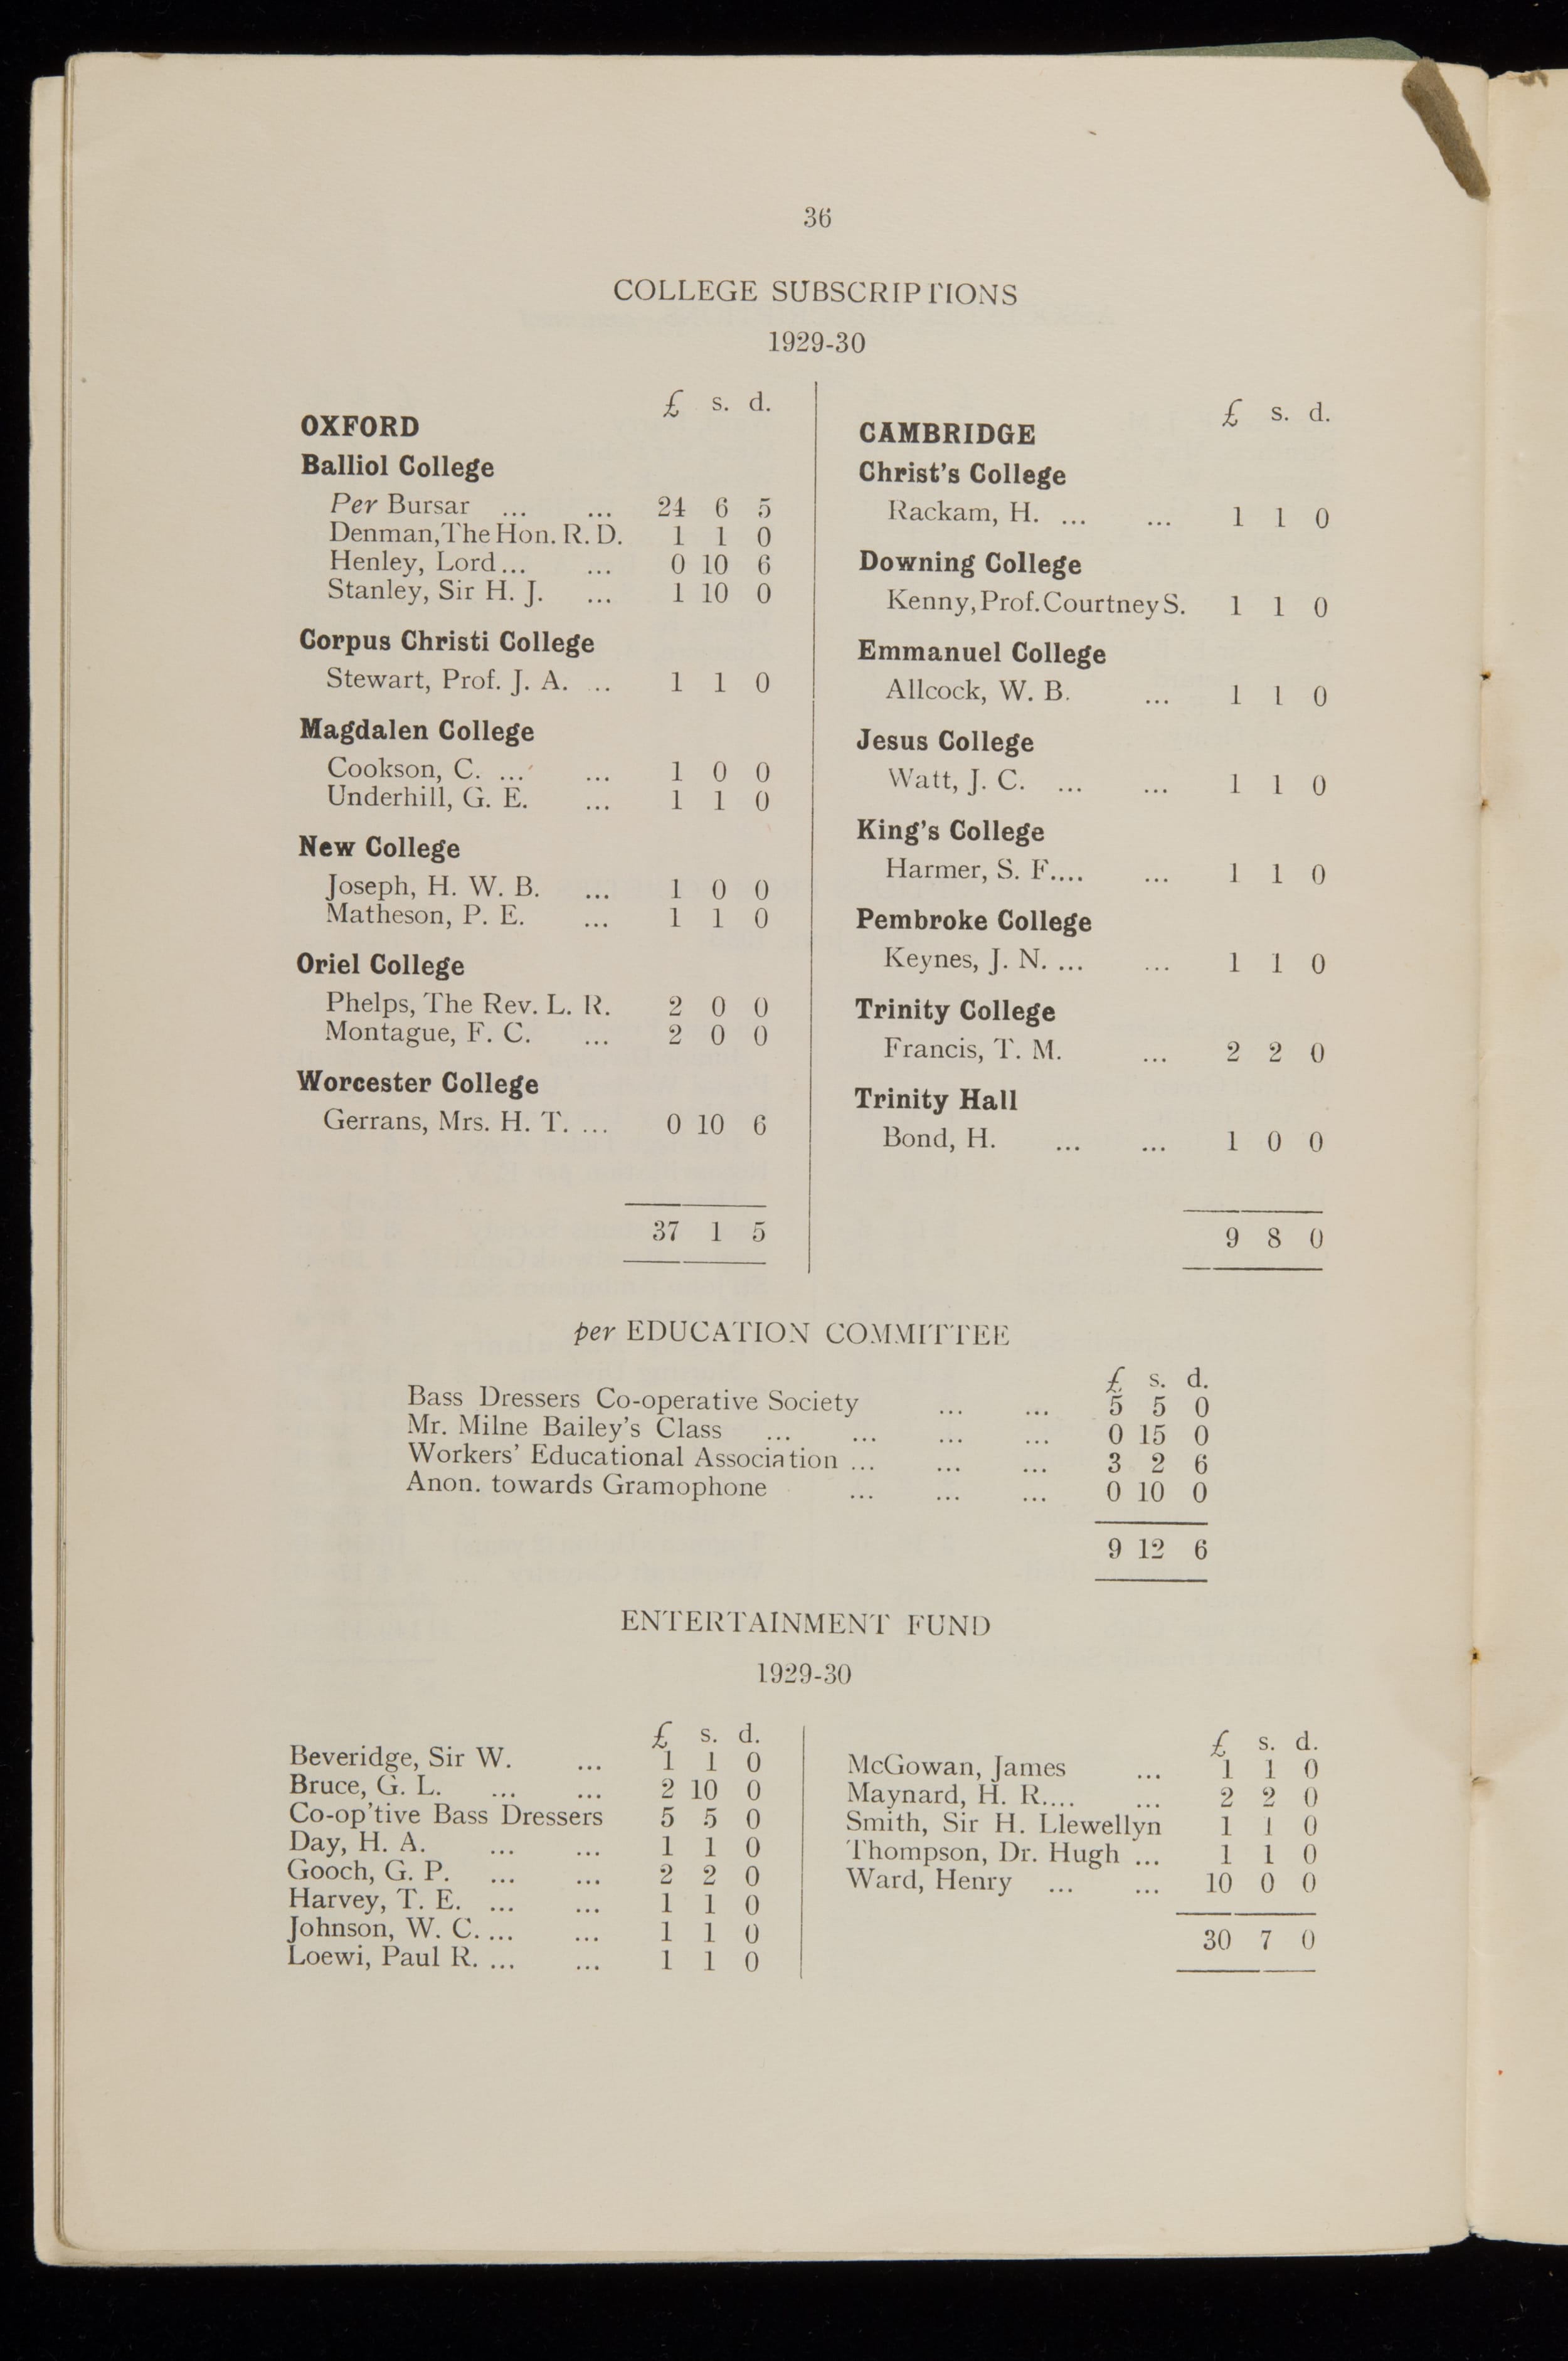 36
COLLEGE SUBSCRIPTIONS
1929-30
£ s. d.
OXFORD
Balliol College
Per Bursar ... ... 24 6 5
Denman, The Hon. R. D. 1 1 0
Henley, Lord... ... 0 10 6
Stanley, Sir H. J. ... 1 10 0
Corpus Christi College
Stewart, Prof. J. A. ... 1 1 0
Magdalen College
Cookson, C. ... ... 1 0 0
Underhill, G. E. ... 1 1 0
New College
Joseph, H. W. B. ... 1 0 0
Matheson, P. E. ... 1 1 0
Oriel College
Phelps, The Rev. L. R. 2 0 0
Montague, F. C. ... 2 0 0
Worcester College
Gerrans, Mrs. H. T. ... 0 10 6
37 1 5
£ s. d.
CAMBRIDGE
Christ's College
Rackam, H. ... ... 1 1 0
Downing College
Kenny, Prof. Courtney S. 1 1 0
Emmanuel College
Allcock, W. B. ... 1 1 0
Jesus College
Watt, J. C. ... ... 1 1 0
King's College
Harmer, S. F.... ... 1 1 0
Pembroke College
Keynes, J. N. ... ... 1 1 0
Trinity College
Francis, T. M. ... 2 2 0
Trinity Hall
Bond, H. ... ... 1 0 0
9 8 0
per EDUCATION COMMITTEE
£ s. d.
Bass Dressers Co-operative Society ... ... 5 5 0
Mr. Milne Bailey's Class ... ... ... ... 0 15 0
Workers' Educational Association ... ... ... 3 2 6
Anon. towards Gramophone ... ... ... 0 10 0
9 12 6
ENTERTAINMENT FUND
1929-30
£ s. d.
Beveridge, Sir W. ... 1 1 0
Bruce, G. L. ... ... 2 10 0
Co-op'tive Bass Dressers 5 5 0
Day, H. A. ... ... 1 1 0
Gooch, G. P. ... ... 2 2 0
Harvey, T. E. ... ... 1 1 0
Johnson, W. C. ... ... 1 1 0
Loewi, Paul R. ... ... 1 1 0
£ s. d.
McGowan, James ... 1 1 0
Maynard, H. R.... ... 2 2 0
Smith, Sir H. Llewellyn 1 1 0
Thompson, Dr. Hugh ... 1 1 0
Ward, Henry ... ... 10 0 0
30 7 0